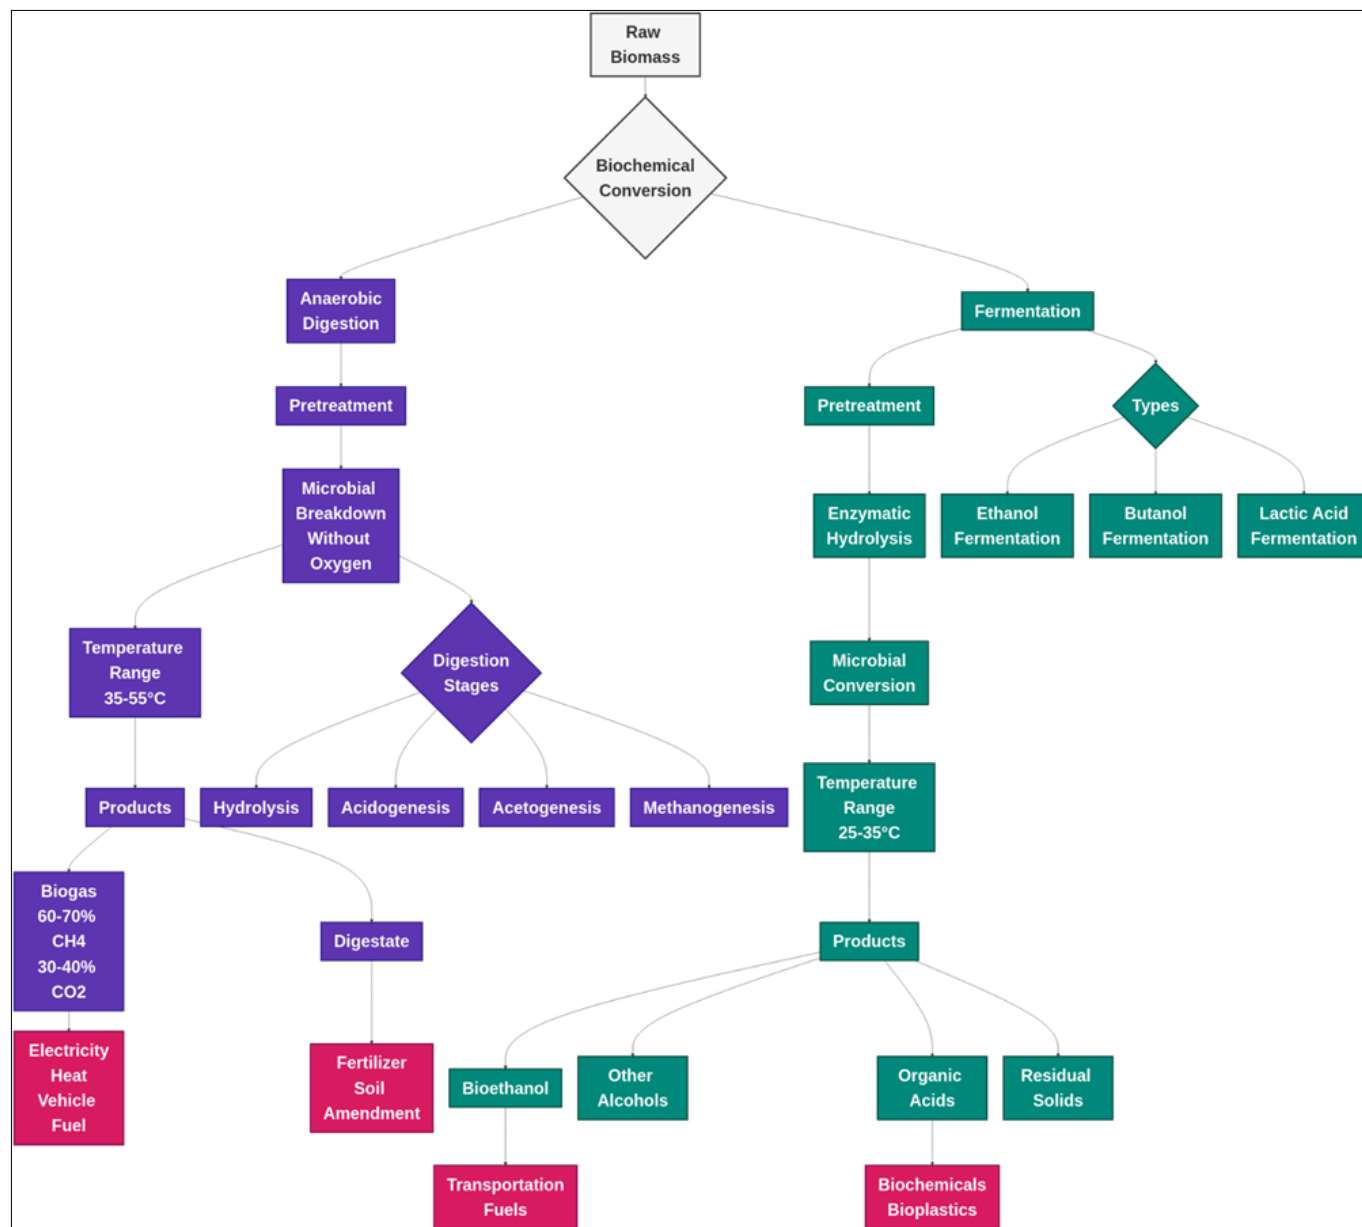 Raw
Biomass
Biochemical
Conversion
Anaerobic
Digestion
Fermentation
Pretreatment
Pretreatment
Types
Microbial
Breakdown
Without
Oxygen
Enzymatic
Hydrolysis
Ethanol
Fermentation
Butanol
Fermentation
Lactic Acid
Fermentation
Temperature
Range
35-55°C
Digestion
Stages
Microbial
Conversion
Products
Hydrolysis
Acidogenesis
Acetogenesis
Methanogenesis
Temperature
Range
25-35°C
Biogas
60-70%
CH4
30-40%
CO2
Digestate
Products
Electricity
Heat
Vehicle
Fuel
Fertilizer
Soil
Amendment
Bioethanol
Other
Alcohols
Organic
Acids
Residual
Solids
Transportation
Fuels
Biochemicals
Bioplastics